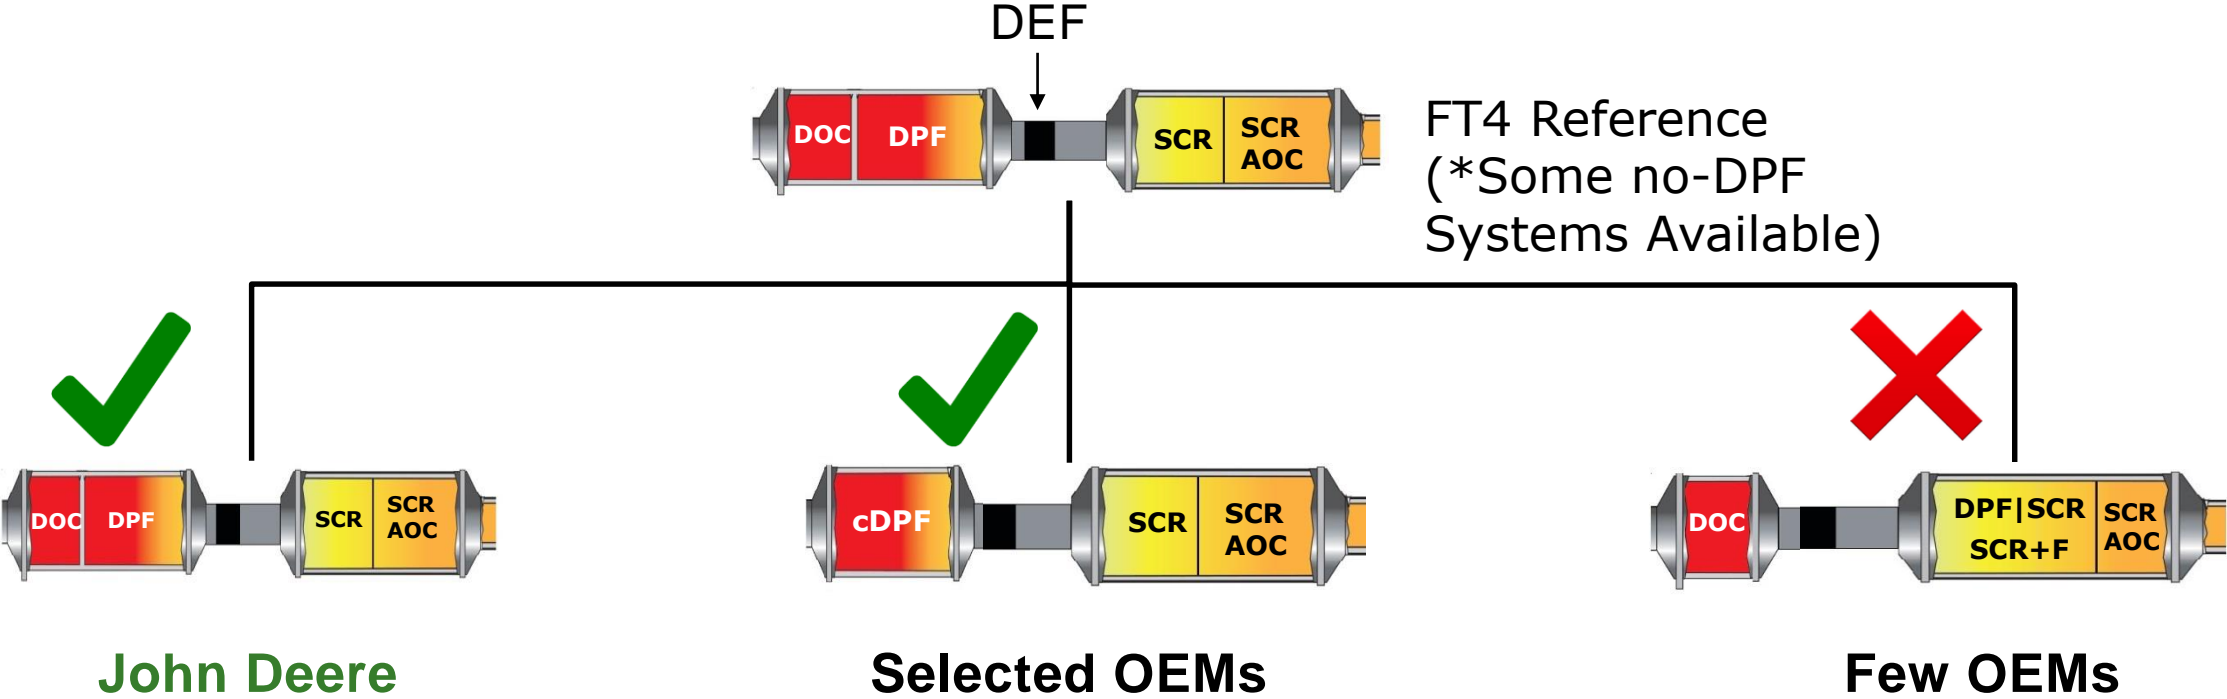 DEF
DOC
DPF
SCR
SCR
AOC
FT4 Reference
(*Some no-DPF
Systems Available)
DOC
DPF
SCR
SCR
AOC
cDPF
SCR
SCR
AOC
DOC
DPF|SCR
SCR+F
SCR
AOC
John Deere
Selected OEMs
Few OEMs